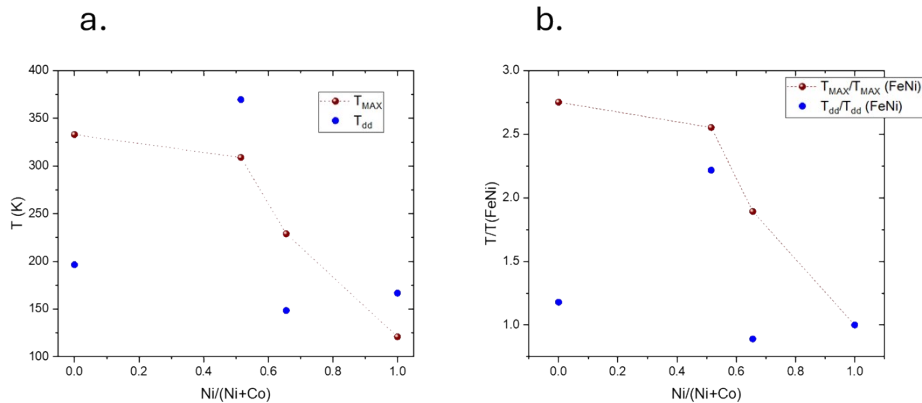 a.
400
350
300
250
200
150
100
T (K)
0.0 0.2 0.4 0.6 0.8 1.0
Ni/(Ni+Co)
T_MAX
T_dd
b.
3.0
2.5
2.0
1.5
1.0
T/T(FeNi)
0.0 0.2 0.4 0.6 0.8 1.0
Ni/(Ni+Co)
T_MAX/T_MAX (FeNi)
T_dd/T_dd (FeNi)